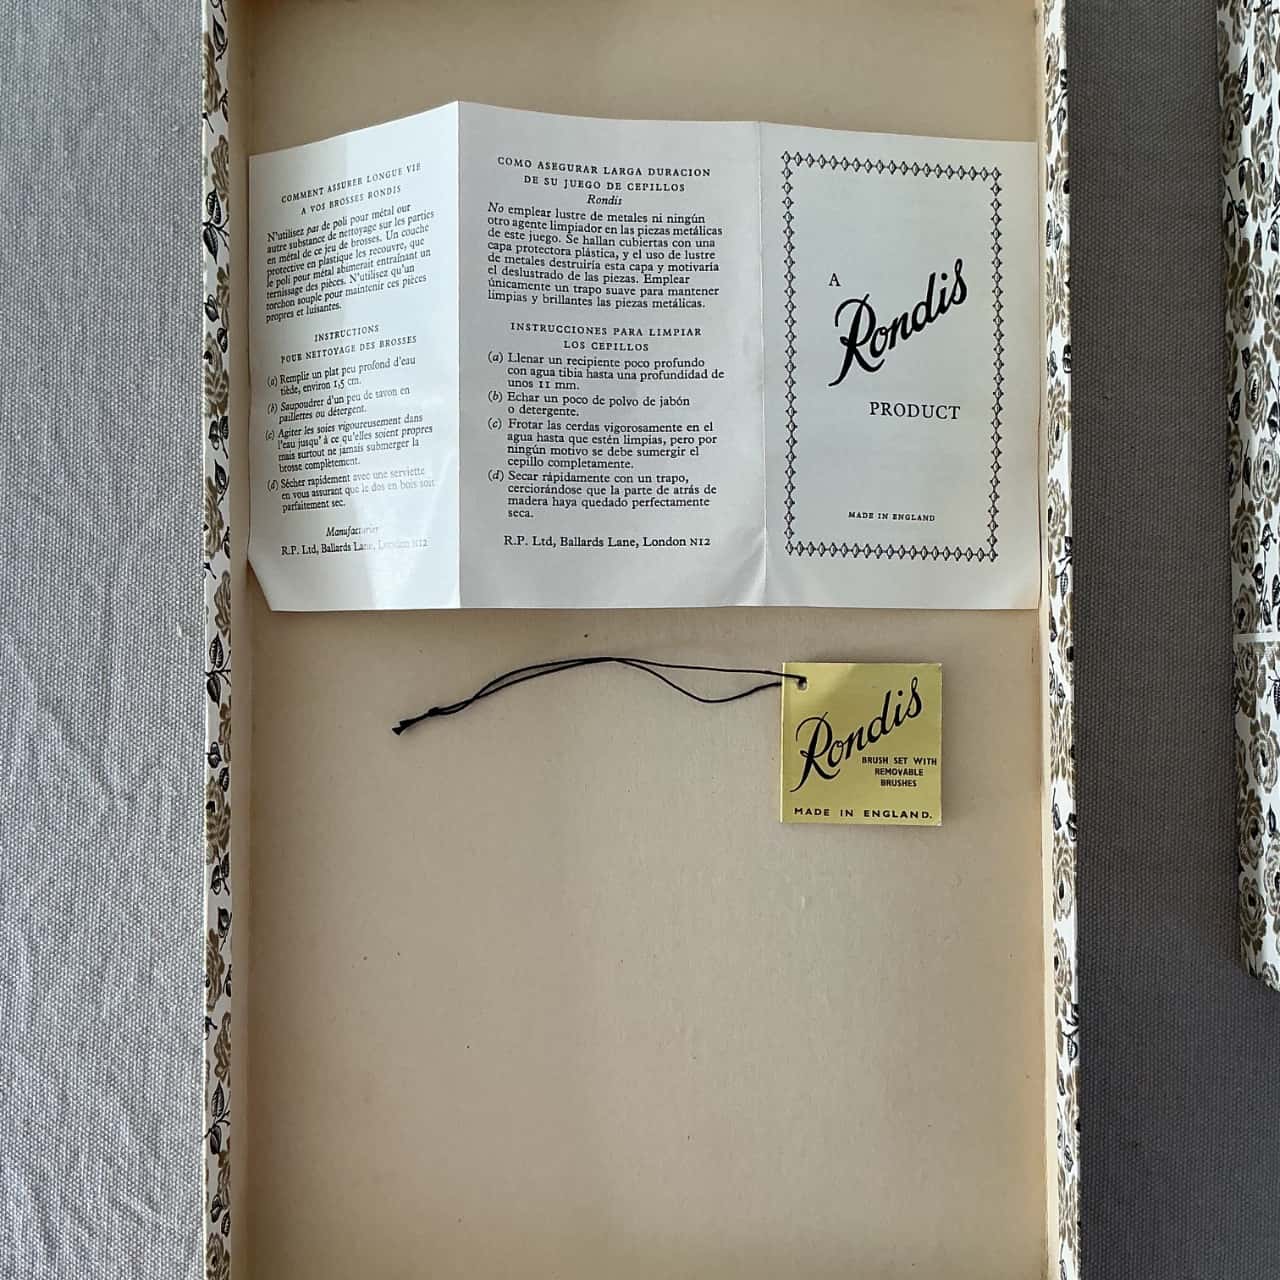 COMMENT ASSURER LONGUE VIE
A VOS BROSSES RONDIS
N'utilisez pas de poli pour métal our
autre substance de nettoyage sur les parties
en métal de ce jeu de brosses. Un couche
protective en plastique les recouvre, que
le poli pour métal abimerait entraînant un
ternissage des pièces. N'utilisez qu'un
torchon souple pour maintenir ces pièces
propres et luisantes.
INSTRUCTIONS
POUR NETTOYAGE DES BROSSES
(a) Remplir un plat peu profond d'eau
tiède, environ 1,5 cm.
(b) Saupoudrer d'un peu de savon en
paillettes ou détergent.
(c) Agiter les soies vigoureusement dans
l'eau jusqu' à ce qu'elles soient propres
mais surtout ne jamais submerger la
brosse complètement.
(d) Sécher rapidement avec une serviette
en vous assurant que le dos en bois soit
parfaitement sec.
Manufacturier
R.P. Ltd, Ballards Lane, London N12
COMO ASEGURAR LARGA DURACION
DE SU JUEGO DE CEPILLOS
Rondis
No emplear lustre de metales ni ningún
otro agente limpiador en las piezas metálicas
de este juego. Se hallan cubiertas con una
capa protectora plástica, y el uso de lustre
de metales destruiría esta capa y motivaría
el deslustrado de las piezas. Emplear
únicamente un trapo suave para mantener
limpias y brillantes las piezas metálicas.
INSTRUCCIONES PARA LIMPIAR
LOS CEPILLOS
(a) Llenar un recipiente poco profundo
con agua tibia hasta una profundidad de
unos 11 mm.
(b) Echar un poco de polvo de jabón
o detergente.
(c) Frotar las cerdas vigorosamente en el
agua hasta que estén limpias, pero por
ningún motivo se debe sumergir el
cepillo completamente.
(d) Secar rápidamente con un trapo,
cerciorándose que la parte de atrás de
madera haya quedado perfectamente
seca.
R.P. Ltd, Ballards Lane, London N12
A
Rondis
PRODUCT
MADE IN ENGLAND
Rondis
BRUSH SET WITH
REMOVABLE
BRUSHES
MADE IN ENGLAND.